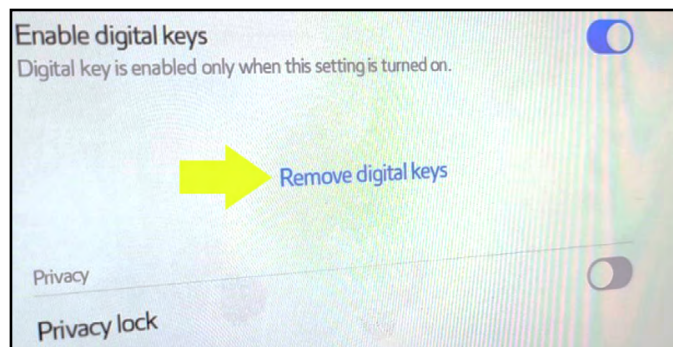 Enable digital keys
Digital key is enabled only when this setting is turned on.
Remove digital keys
Privacy
Privacy lock